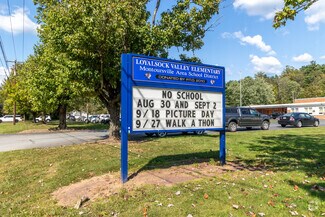 LOYALSOCK VALLEY ELEMENTARY
Montoursville Area School District
NO SCHOOL
AUG 30 AND SEPT 2
9/18 PICTURE DAY
9/27 WALK A THON